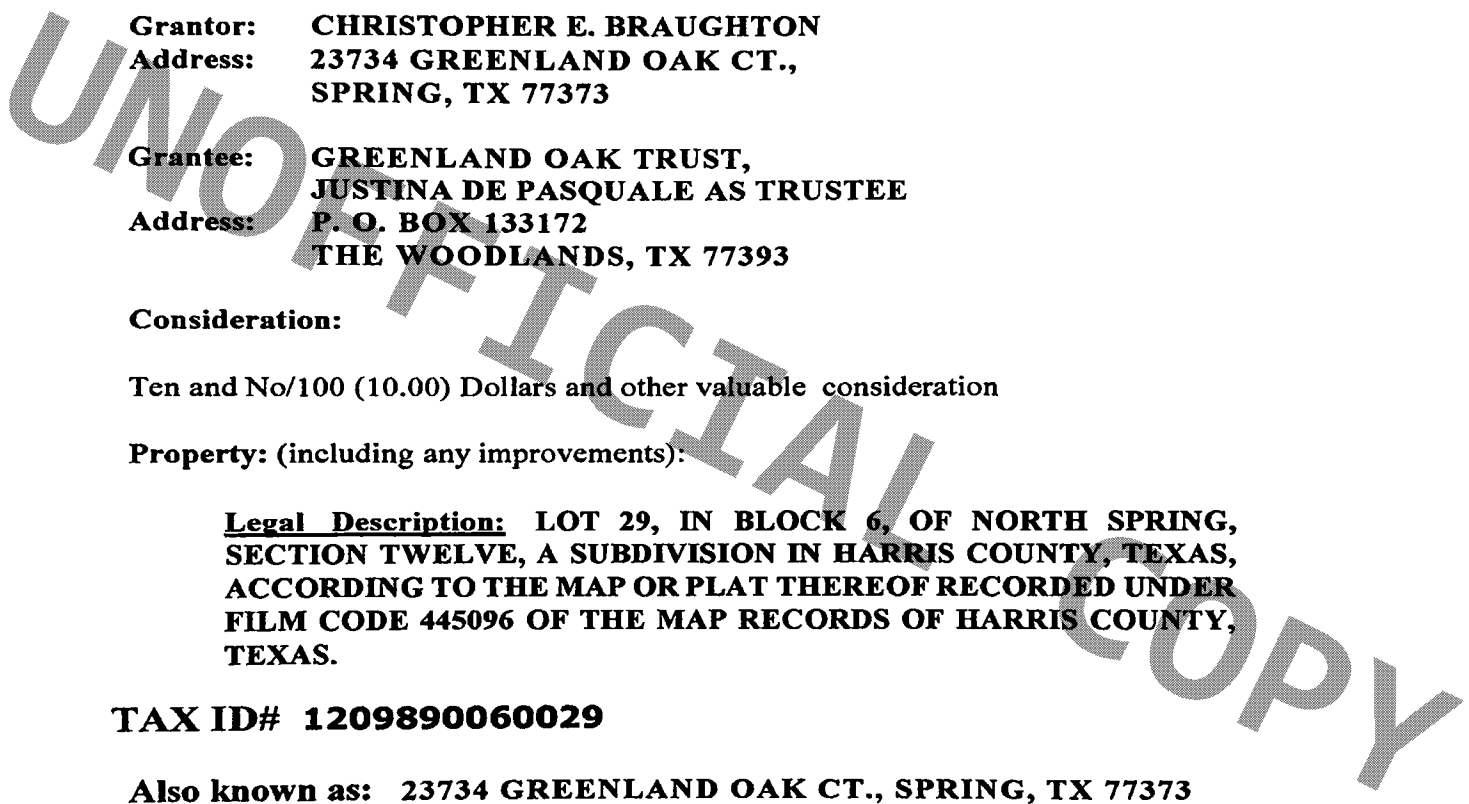 Grantor: CHRISTOPHER E. BRAUGHTON
Address: 23734 GREENLAND OAK CT.,
SPRING, TX 77373
Grantee: GREENLAND OAK TRUST,
JUSTINA DE PASQUALE AS TRUSTEE
Address: P. O. BOX 133172
THE WOODLANDS, TX 77393
Consideration:
Ten and No/100 (10.00) Dollars and other valuable consideration
Property: (including any improvements):
Legal Description: LOT 29, IN BLOCK 6, OF NORTH SPRING,
SECTION TWELVE, A SUBDIVISION IN HARRIS COUNTY, TEXAS,
ACCORDING TO THE MAP OR PLAT THEREOF RECORDED UNDER
FILM CODE 445096 OF THE MAP RECORDS OF HARRIS COUNTY,
TEXAS.
TAX ID# 1209890060029
Also known as: 23734 GREENLAND OAK CT., SPRING, TX 77373
UNOFFICIAL COPY